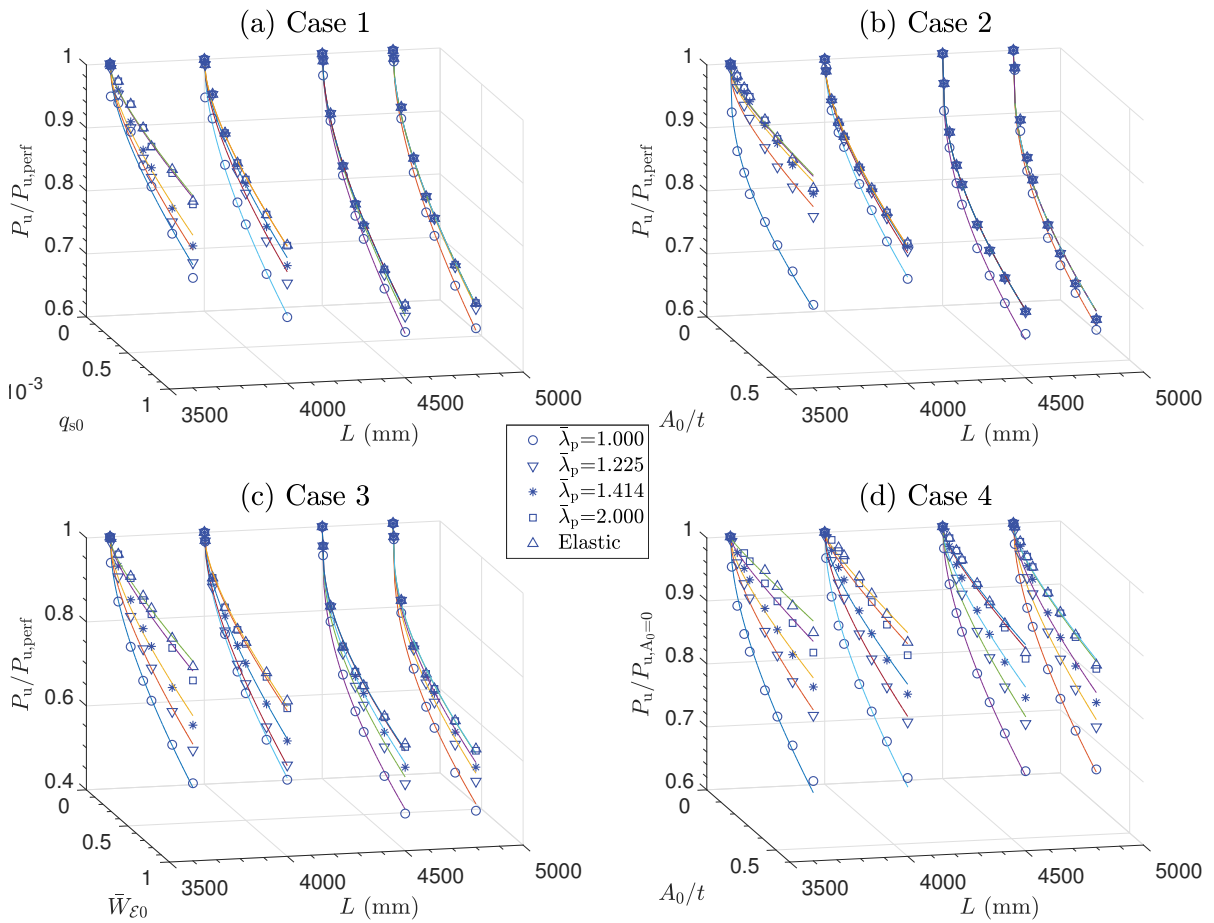 (a) Case 1
(b) Case 2
1
0.9
0.8
0.7
0.6
P_u/P_u,perf
0
0.5
1
10^-3
q_s0
3500
4000
4500
5000
L (mm)
1
0.9
0.8
0.7
0.6
P_u/P_u,perf
0
0.5
A_0/t
3500
4000
4500
5000
L (mm)
λ̄_p=1.000
λ̄_p=1.225
λ̄_p=1.414
λ̄_p=2.000
Elastic
(c) Case 3
(d) Case 4
1
0.8
0.6
0.4
P_u/P_u,perf
0
0.5
1
W̄_ℰ0
3500
4000
4500
5000
L (mm)
1
0.9
0.8
0.7
0.6
P_u/P_u,A_0=0
0
0.5
A_0/t
3500
4000
4500
5000
L (mm)